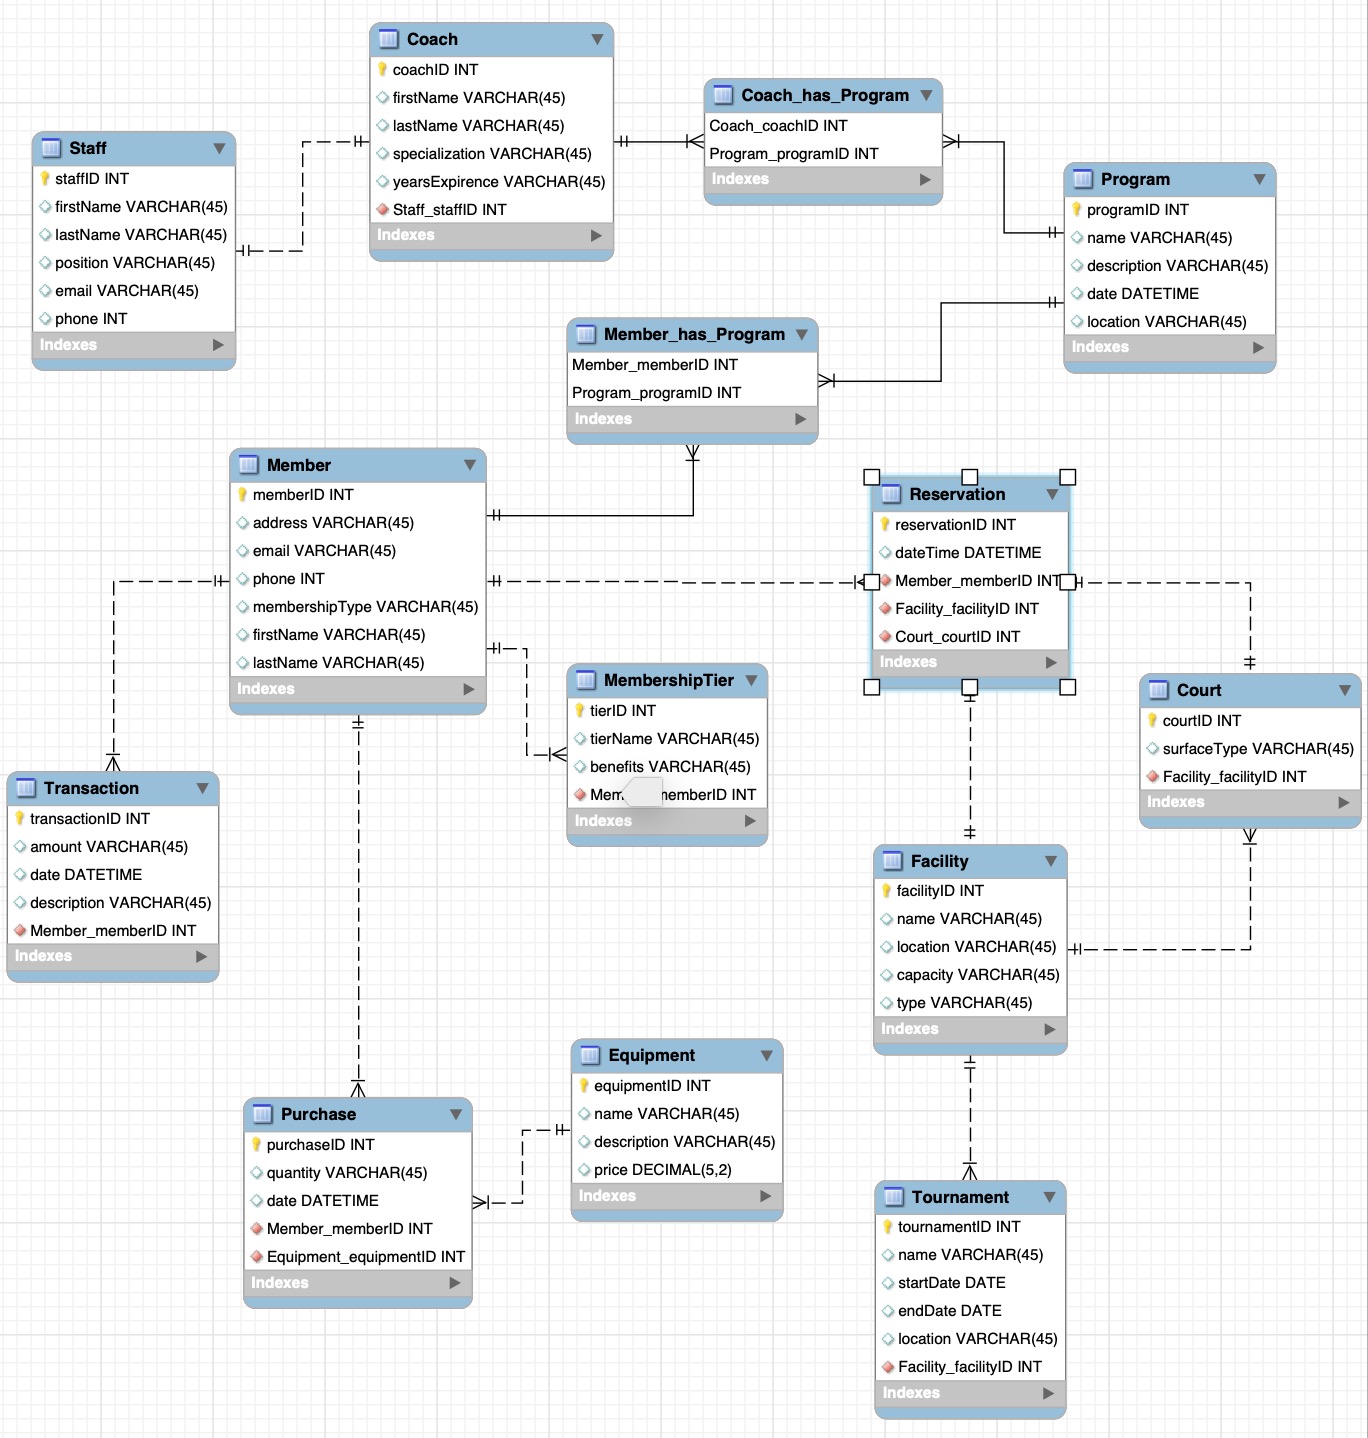 Coach
coachID INT
firstName VARCHAR(45)
lastName VARCHAR(45)
specialization VARCHAR(45)
yearsExpirence VARCHAR(45)
Staff_staffID INT
Indexes
Coach_has_Program
Coach_coachID INT
Program_programID INT
Indexes
Staff
staffID INT
firstName VARCHAR(45)
lastName VARCHAR(45)
position VARCHAR(45)
email VARCHAR(45)
phone INT
Indexes
Program
programID INT
name VARCHAR(45)
description VARCHAR(45)
date DATETIME
location VARCHAR(45)
Indexes
Member_has_Program
Member_memberID INT
Program_programID INT
Indexes
Member
memberID INT
address VARCHAR(45)
email VARCHAR(45)
phone INT
membershipType VARCHAR(45)
firstName VARCHAR(45)
lastName VARCHAR(45)
Indexes
Reservation
reservationID INT
dateTime DATETIME
Member_memberID INT
Facility_facilityID INT
Court_courtID INT
Indexes
MembershipTier
tierID INT
tierName VARCHAR(45)
benefits VARCHAR(45)
INT
Indexes
Court
courtID INT
surfaceType VARCHAR(45)
Facility_facilityID INT
Indexes
Transaction
transactionID INT
amount VARCHAR(45)
date DATETIME
description VARCHAR(45)
Member_memberID INT
Indexes
Facility
facilityID INT
name VARCHAR(45)
location VARCHAR(45)
capacity VARCHAR(45)
type VARCHAR(45)
Indexes
Equipment
equipmentID INT
name VARCHAR(45)
description VARCHAR(45)
price DECIMAL(5,2)
Indexes
Purchase
purchaseID INT
quantity VARCHAR(45)
date DATETIME
Member_memberID INT
Equipment_equipmentID INT
Indexes
Tournament
tournamentID INT
name VARCHAR(45)
startDate DATE
endDate DATE
location VARCHAR(45)
Facility_facilityID INT
Indexes